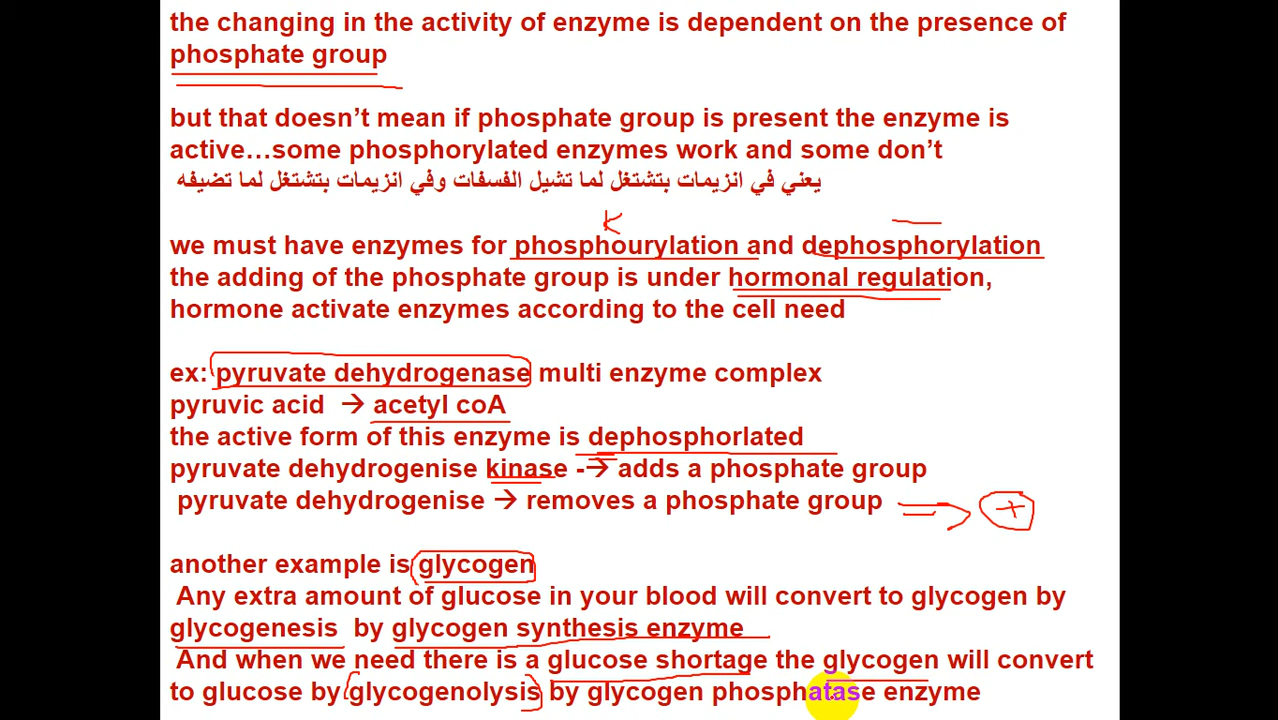 the changing in the activity of enzyme is dependent on the presence of
phosphate group
but that doesn’t mean if phosphate group is present the enzyme is
active…some phosphorylated enzymes work and some don’t
يعني في انزيمات بتشتغل لما تشيل الفسفات وفي انزيمات بتشتغل لما تضيفه
K
we must have enzymes for phosphourylation and dephosphorylation
the adding of the phosphate group is under hormonal regulation,
hormone activate enzymes according to the cell need
ex: pyruvate dehydrogenase multi enzyme complex
pyruvic acid → acetyl coA
the active form of this enzyme is dephosphorlated
pyruvate dehydrogenise kinase -→ adds a phosphate group
pyruvate dehydrogenise → removes a phosphate group +
another example is glycogen
Any extra amount of glucose in your blood will convert to glycogen by
glycogenesis by glycogen synthesis enzyme
And when we need there is a glucose shortage the glycogen will convert
to glucose by glycogenolysis by glycogen phosphatase enzyme